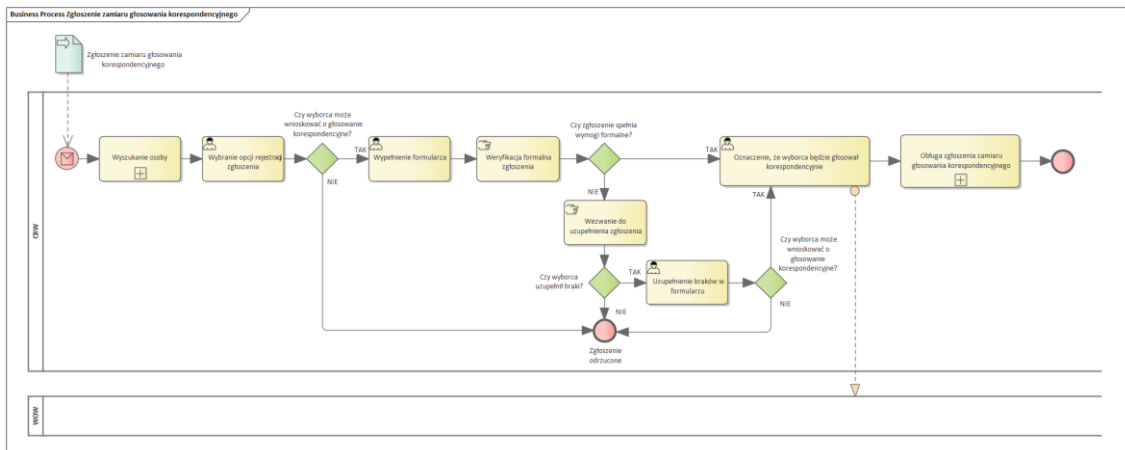 Business Process Zgłoszenie zamiaru głosowania korespondencyjnego
Zgłoszenie zamiaru głosowania
korespondencyjnego
CRW
Wyszukanie osoby
Wybranie opcji rejestracji
zgłoszenia
Czy wyborca może
wnioskować o głosowanie
korespondencyjne?
TAK
NIE
Wypełnienie formularza
Weryfikacja formalna
zgłoszenia
Czy zgłoszenie spełnia
wymogi formalne?
TAK
NIE
Oznaczenie, że wyborca będzie głosował
korespondencyjnie
Obługa zgłoszenia zamiaru
głosowania korespondencyjnego
Wezwanie do
uzupełnienia zgłoszenia
Czy wyborca
uzupełnił braki?
TAK
NIE
Uzupełnienie braków w
formularzu
Czy wyborca może
wnioskować o
głosowanie
korespondencyjne?
TAK
NIE
Zgłoszenie
odrzucone
WOW